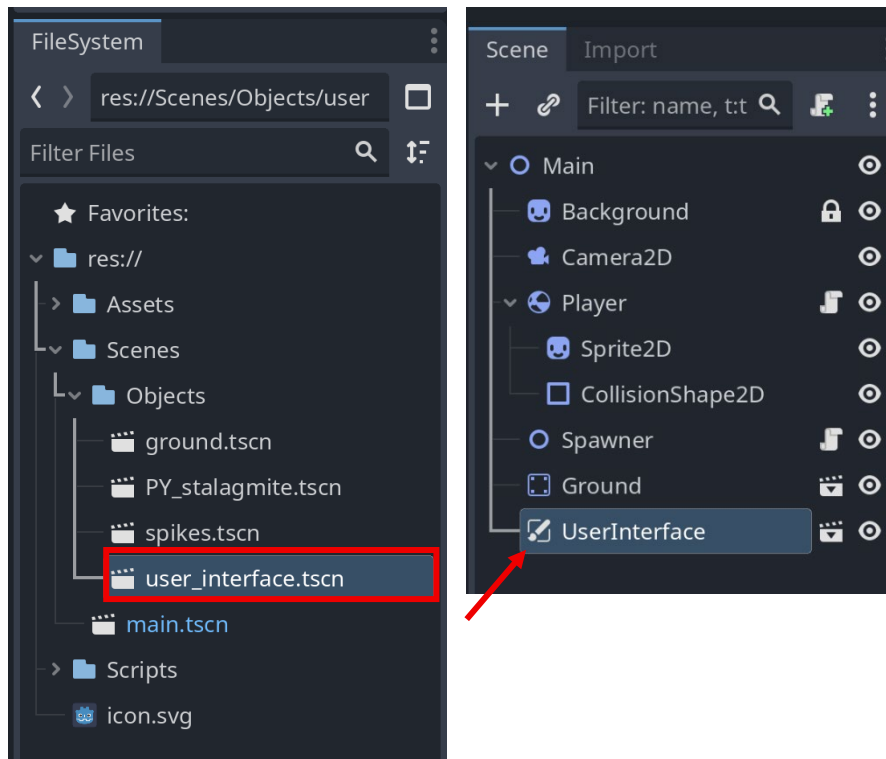 FileSystem
res://Scenes/Objects/user
Filter Files
Favorites:
res://
Assets
Scenes
Objects
ground.tscn
PY_stalagmite.tscn
spikes.tscn
user_interface.tscn
main.tscn
Scripts
icon.svg
Scene Import
Filter: name, t:t
Main
Background
Camera2D
Player
Sprite2D
CollisionShape2D
Spawner
Ground
UserInterface